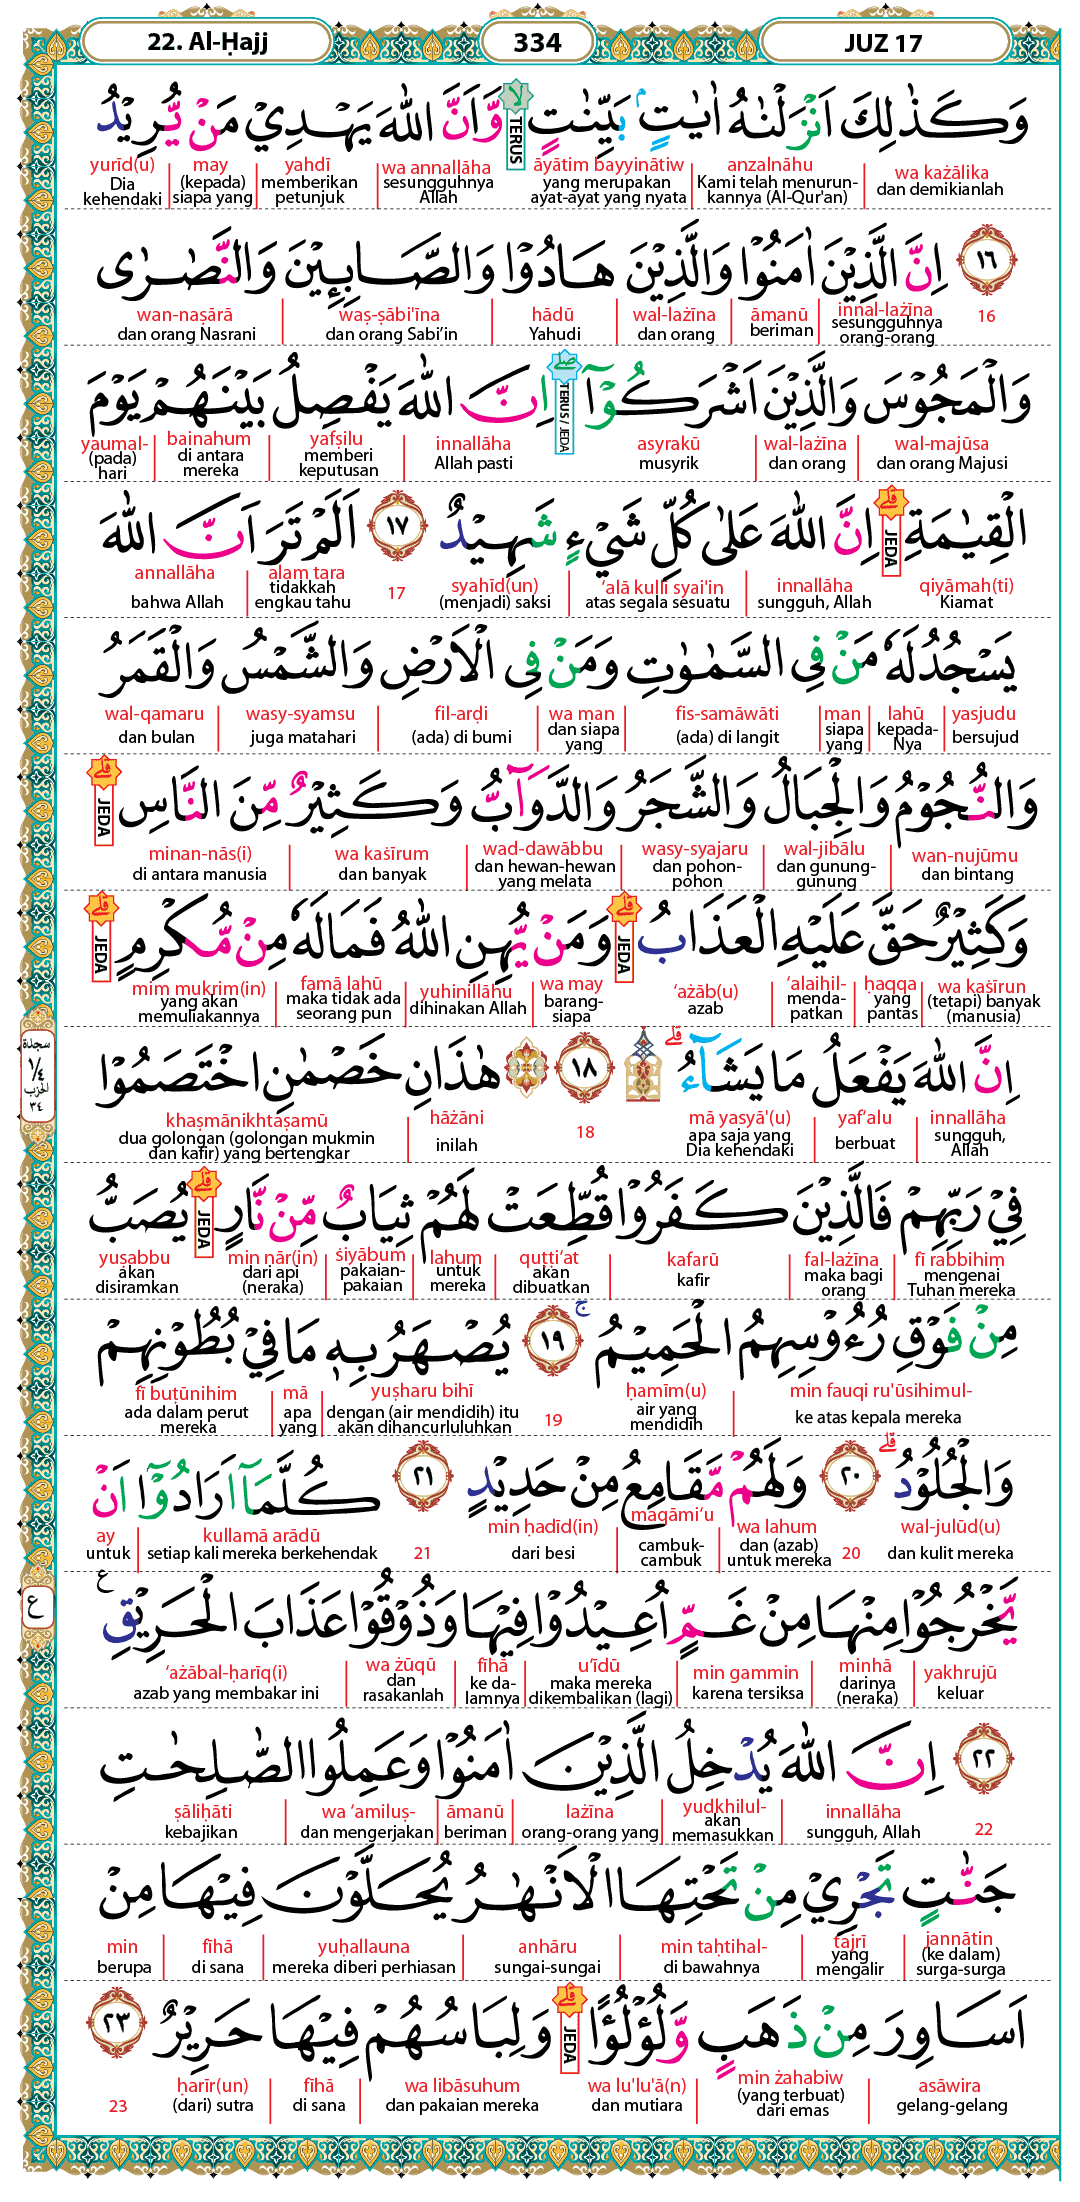 22. Al-Ḥajj
334
JUZ 17
وَكَذٰلِكَ اَنْزَلْنٰهُ اٰيٰتٍۢ بَيِّنٰتٍ لا TERUS وَّاَنَّ اللّٰهَ يَهْدِيْ مَنْ يُّرِيْدُ
wa każālika anzalnāhu āyātim bayyinātiw wa annallāha yahdī may yurīd(u)
dan demikianlah | Kami telah menurun-kannya (Al-Qur'an) | yang merupakan ayat-ayat yang nyata | sesungguhnya Allah | memberikan petunjuk | (kepada) siapa yang | Dia kehendaki
١٦ اِنَّ الَّذِيْنَ اٰمَنُوْا وَالَّذِيْنَ هَادُوْا وَالصَّابِـِٕيْنَ وَالنَّصٰرٰى
16 innal-lażīna āmanū wal-lażīna hādū waṣ-ṣābi'īna wan-naṣārā
sesungguhnya orang-orang | beriman | dan orang | Yahudi | dan orang Sabi’in | dan orang Nasrani
وَالْمَجُوْسَ وَالَّذِيْنَ اَشْرَكُوْٓا صلے TERUS / JEDA اِنَّ اللّٰهَ يَفْصِلُ بَيْنَهُمْ يَوْمَ
wal-majūsa wal-lażīna asyrakū innallāha yafṣilu bainahum yaumal-
dan orang Majusi | dan orang | musyrik | Allah pasti | memberi keputusan | di antara mereka | (pada) hari
الْقِيٰمَةِ قلے JEDA اِنَّ اللّٰهَ عَلٰى كُلِّ شَيْءٍ شَهِيْدٌ ١٧ اَلَمْ تَرَ اَنَّ اللّٰهَ
qiyāmah(ti) innallāha ‘alā kulli syai'in syahīd(un) 17 alam tara annallāha
Kiamat | sungguh, Allah | atas segala sesuatu | (menjadi) saksi | tidakkah engkau tahu | bahwa Allah
يَسْجُدُ لَهٗ مَنْ فِى السَّمٰوٰتِ وَمَنْ فِى الْاَرْضِ وَالشَّمْسُ وَالْقَمَرُ
yasjudu lahū man fis-samāwāti wa man fil-arḍi wasy-syamsu wal-qamaru
bersujud | kepada-Nya | siapa yang | (ada) di langit | dan siapa yang | (ada) di bumi | juga matahari | dan bulan
وَالنُّجُوْمُ وَالْجِبَالُ وَالشَّجَرُ وَالدَّوَاۤبُّ وَكَثِيْرٌ مِّنَ النَّاسِ قلے JEDA
wan-nujūmu wal-jibālu wasy-syajaru wad-dawābbu wa kaṡīrum minan-nās(i)
dan bintang | dan gunung-gunung | dan pohon-pohon | dan hewan-hewan yang melata | dan banyak | di antara manusia
وَكَثِيْرٌ حَقَّ عَلَيْهِ الْعَذَابُ قلے JEDA وَمَنْ يُّهِنِ اللّٰهُ فَمَا لَهٗ مِنْ مُّكْرِمٍ قلے JEDA
wa kaṡīrun ḥaqqa ‘alaihil- ‘ażāb(u) wa may yuhinillāhu famā lahū mim mukrim(in)
(tetapi) banyak (manusia) | yang pantas | menda-patkan | azab | barang-siapa | dihinakan Allah | maka tidak ada seorang pun | yang akan memuliakannya
اِنَّ اللّٰهَ يَفْعَلُ مَا يَشَاۤءُ قلے ١٨ هٰذَانِ خَصْمٰنِ اخْتَصَمُوْا
innallāha yaf‘alu mā yasyā'(u) 18 hāżāni khaṣmānikhtaṣamū
sungguh, Allah | berbuat | apa saja yang Dia kehendaki | inilah | dua golongan (golongan mukmin dan kafir) yang bertengkar
سجدة
١/٤
الحزب
٣٤
فِيْ رَبِّهِمْ فَالَّذِيْنَ كَفَرُوْا قُطِّعَتْ لَهُمْ ثِيَابٌ مِّنْ نَّارٍ قلے JEDA يُصَبُّ
fī rabbihim fal-lażīna kafarū quṭṭi‘at lahum ṡiyābum min nār(in) yuṣabbu
mengenai Tuhan mereka | maka bagi orang | kafir | akan dibuatkan | untuk mereka | pakaian-pakaian | dari api (neraka) | akan disiramkan
مِنْ فَوْقِ رُءُوْسِهِمُ الْحَمِيْمُ ج ١٩ يُصْهَرُ بِهٖ مَا فِيْ بُطُوْنِهِمْ
min fauqi ru'ūsihimul- ḥamīm(u) 19 yuṣharu bihī mā fī buṭūnihim
ke atas kepala mereka | air yang mendidih | dengan (air mendidih) itu akan dihancurluluhkan | apa yang | ada dalam perut mereka
وَالْجُلُوْدُ قلے ٢٠ وَلَهُمْ مَّقَامِعُ مِنْ حَدِيْدٍ ٢١ كُلَّمَآ اَرَادُوْٓا اَنْ
wal-julūd(u) 20 wa lahum maqāmi‘u min ḥadīd(in) 21 kullamā arādū ay
dan kulit mereka | dan (azab) untuk mereka | cambuk-cambuk | dari besi | setiap kali mereka berkehendak | untuk
يَّخْرُجُوْا مِنْهَا مِنْ غَمٍّ اُعِيْدُوْا فِيْهَا وَذُوْقُوْا عَذَابَ الْحَرِيْقِ ع
yakhrujū minhā min gammin u‘īdū fīhā wa żūqū ‘ażābal-ḥarīq(i)
keluar | darinya (neraka) | karena tersiksa | maka mereka dikembalikan (lagi) | ke da-lamnya | dan rasakanlah | azab yang membakar ini
ع
٢٢ اِنَّ اللّٰهَ يُدْخِلُ الَّذِيْنَ اٰمَنُوْا وَعَمِلُوا الصّٰلِحٰتِ
22 innallāha yudkhilul- lażīna āmanū wa ‘amiluṣ- ṣāliḥāti
sungguh, Allah | akan memasukkan | orang-orang yang | beriman | dan mengerjakan | kebajikan
جَنّٰتٍ تَجْرِيْ مِنْ تَحْتِهَا الْاَنْهٰرُ يُحَلَّوْنَ فِيْهَا مِنْ
jannātin tajrī min taḥtihal- anhāru yuḥallauna fīhā min
(ke dalam) surga-surga | yang mengalir | di bawahnya | sungai-sungai | mereka diberi perhiasan | di sana | berupa
اَسَاوِرَ مِنْ ذَهَبٍ وَّلُؤْلُؤًا قلے JEDA وَلِبَاسُهُمْ فِيْهَا حَرِيْرٌ ٢٣
asāwira min żahabiw wa lu'lu'ā(n) wa libāsuhum fīhā ḥarīr(un) 23
gelang-gelang | (yang terbuat) dari emas | dan mutiara | dan pakaian mereka | di sana | (dari) sutra